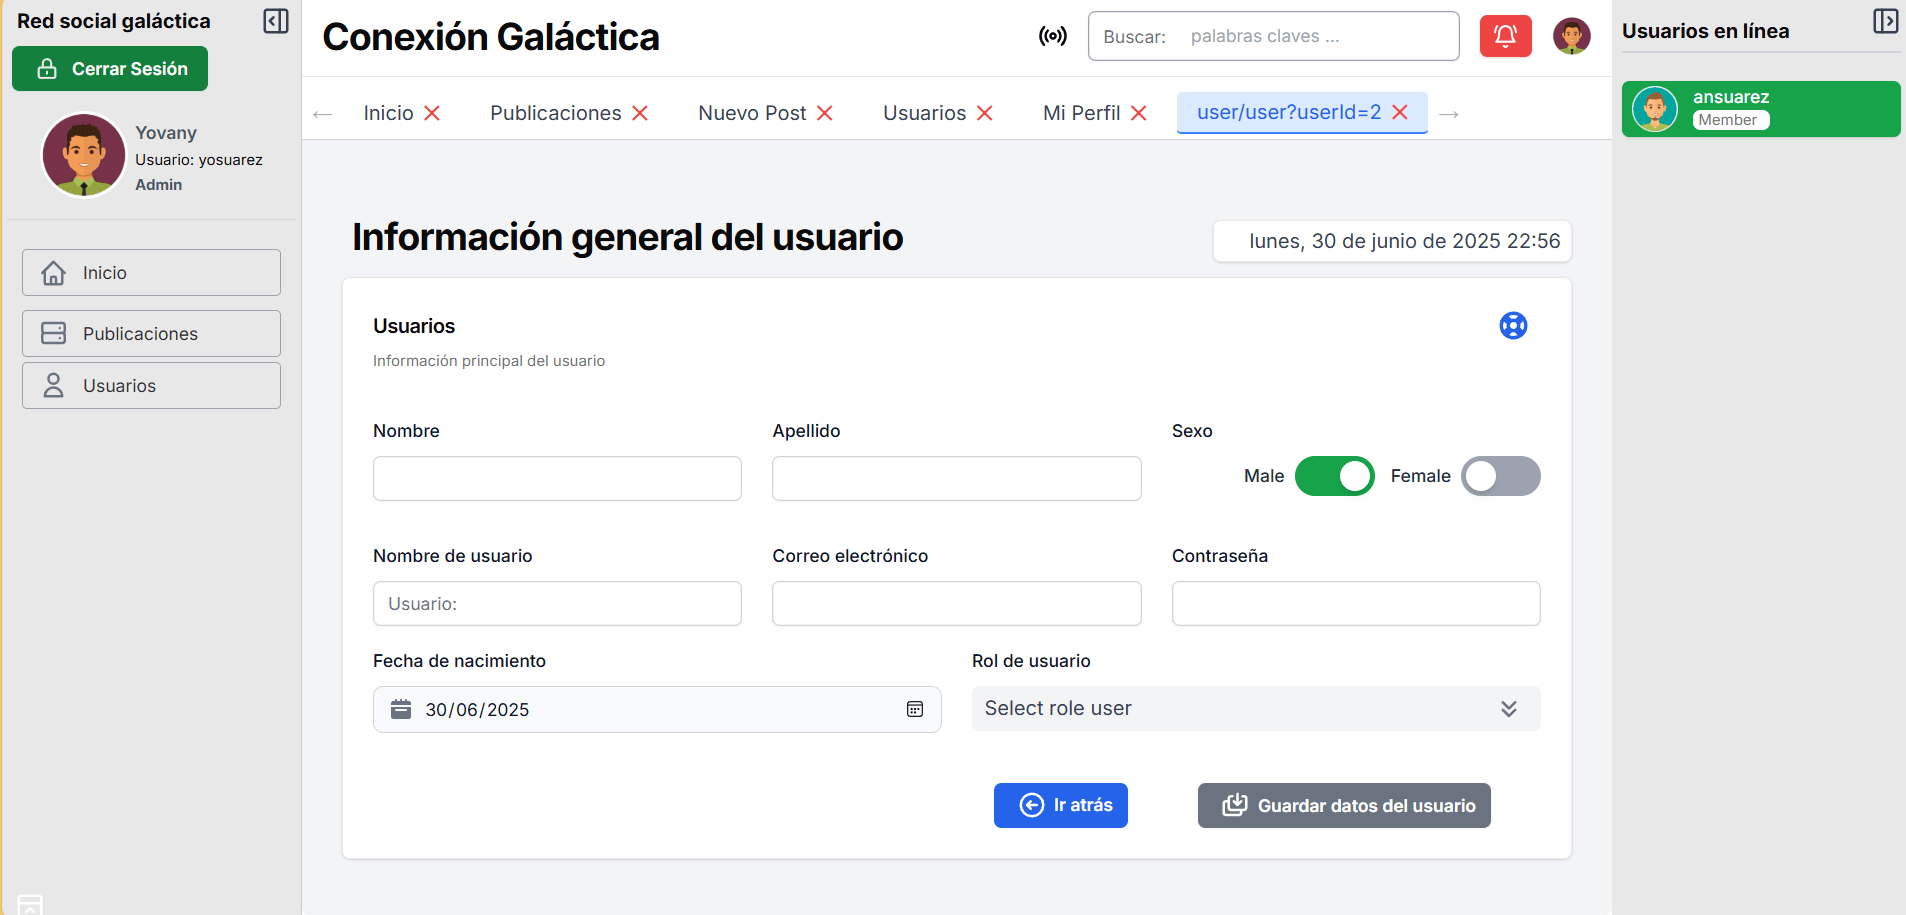 Red social galáctica
Cerrar Sesión
Yovany
Usuario: yosuarez
Admin
Inicio
Publicaciones
Usuarios
Conexión Galáctica
Buscar: palabras claves ...
← Inicio Publicaciones Nuevo Post Usuarios Mi Perfil user/user?userId=2 →
Información general del usuario
lunes, 30 de junio de 2025 22:56
Usuarios
Información principal del usuario
Nombre Apellido Sexo
Male Female
Nombre de usuario Correo electrónico Contraseña
Usuario:
Fecha de nacimiento Rol de usuario
30/06/2025 Select role user
Ir atrás Guardar datos del usuario
Usuarios en línea
ansuarez
Member